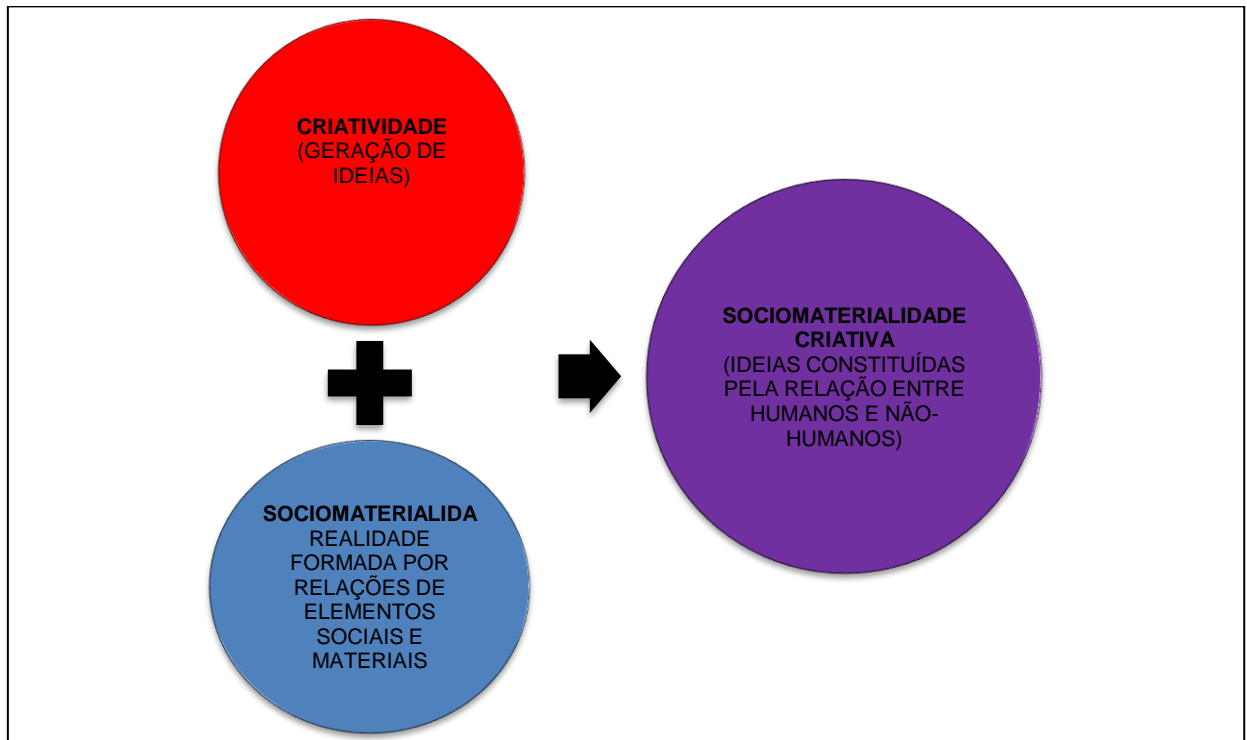 CRIATIVIDADE
(GERAÇÃO DE
IDEIAS)
SOCIOMATERIALIDA
REALIDADE
FORMADA POR
RELAÇÕES DE
ELEMENTOS
SOCIAIS E
MATERIAIS
SOCIOMATERIALIDADE
CRIATIVA
(IDEIAS CONSTITUÍDAS
PELA RELAÇÃO ENTRE
HUMANOS E NÃO-
HUMANOS)